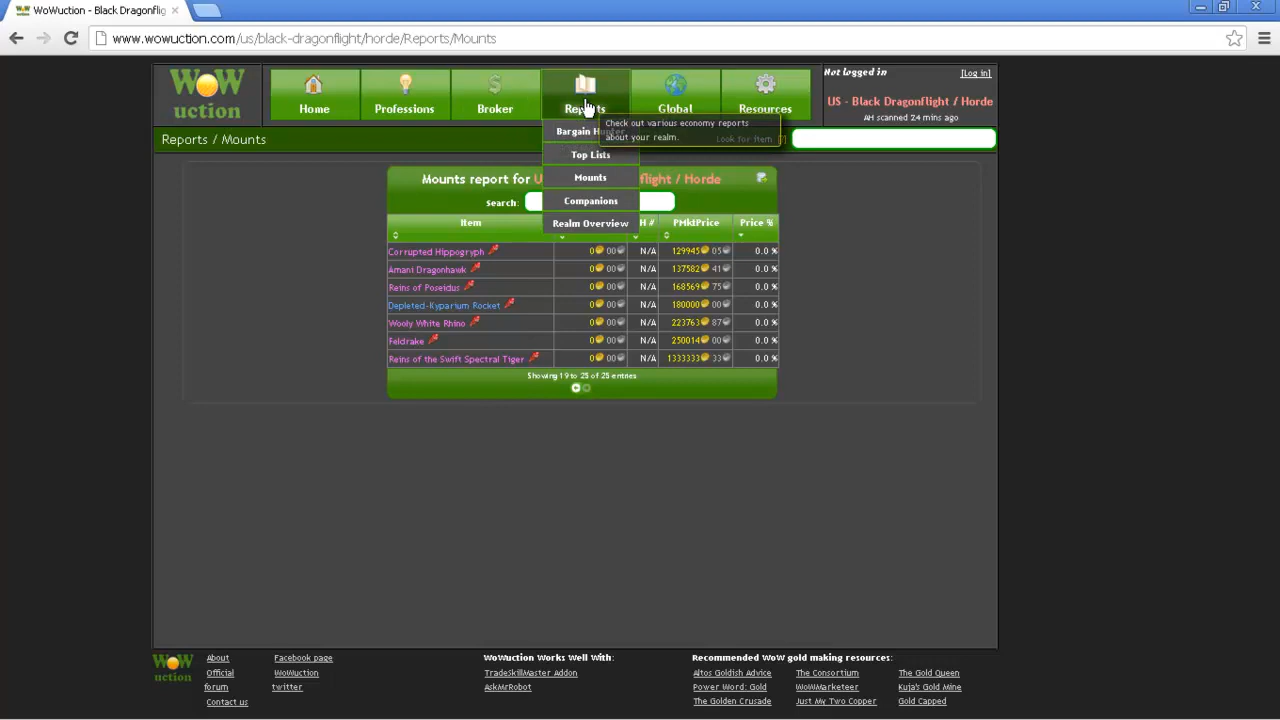 WoWuction - Black Dragonflig
www.wowuction.com/us/black-dragonflight/horde/Reports/Mounts
WoW
uction
Home
Professions
Broker
Reports
Global
Resources
Not logged in
[Log in]
US - Black Dragonflight / Horde
AH scanned 24 mins ago
Check out various economy reports
about your realm.
Reports / Mounts
Look for item [?]
Bargain Hunter
Top Lists
Mounts
Companions
Realm Overview
Mounts report for U flight / Horde
Search:
Item H # PMktPrice Price %
Corrupted Hippogryph 0 00 N/A 129945 05 0.0 %
Amani Dragonhawk 0 00 N/A 137582 41 0.0 %
Reins of Poseidus 0 00 N/A 168569 75 0.0 %
Depleted-Kyparium Rocket 0 00 N/A 180000 00 0.0 %
Wooly White Rhino 0 00 N/A 223763 87 0.0 %
Feldrake 0 00 N/A 250014 00 0.0 %
Reins of the Swift Spectral Tiger 0 00 N/A 1333333 33 0.0 %
Showing 19 to 25 of 25 entries
WoW
uction
About
Official
forum
Contact us
Facebook page
WoWuction
twitter
WoWuction Works Well With:
TradeSkillMaster Addon
AskMrRobot
Recommended WoW gold making resources:
Altos Goldish Advice The Consortium The Gold Queen
Power Word: Gold WoWMarketeer Kuja's Gold Mine
The Golden Crusade Just My Two Copper Gold Capped